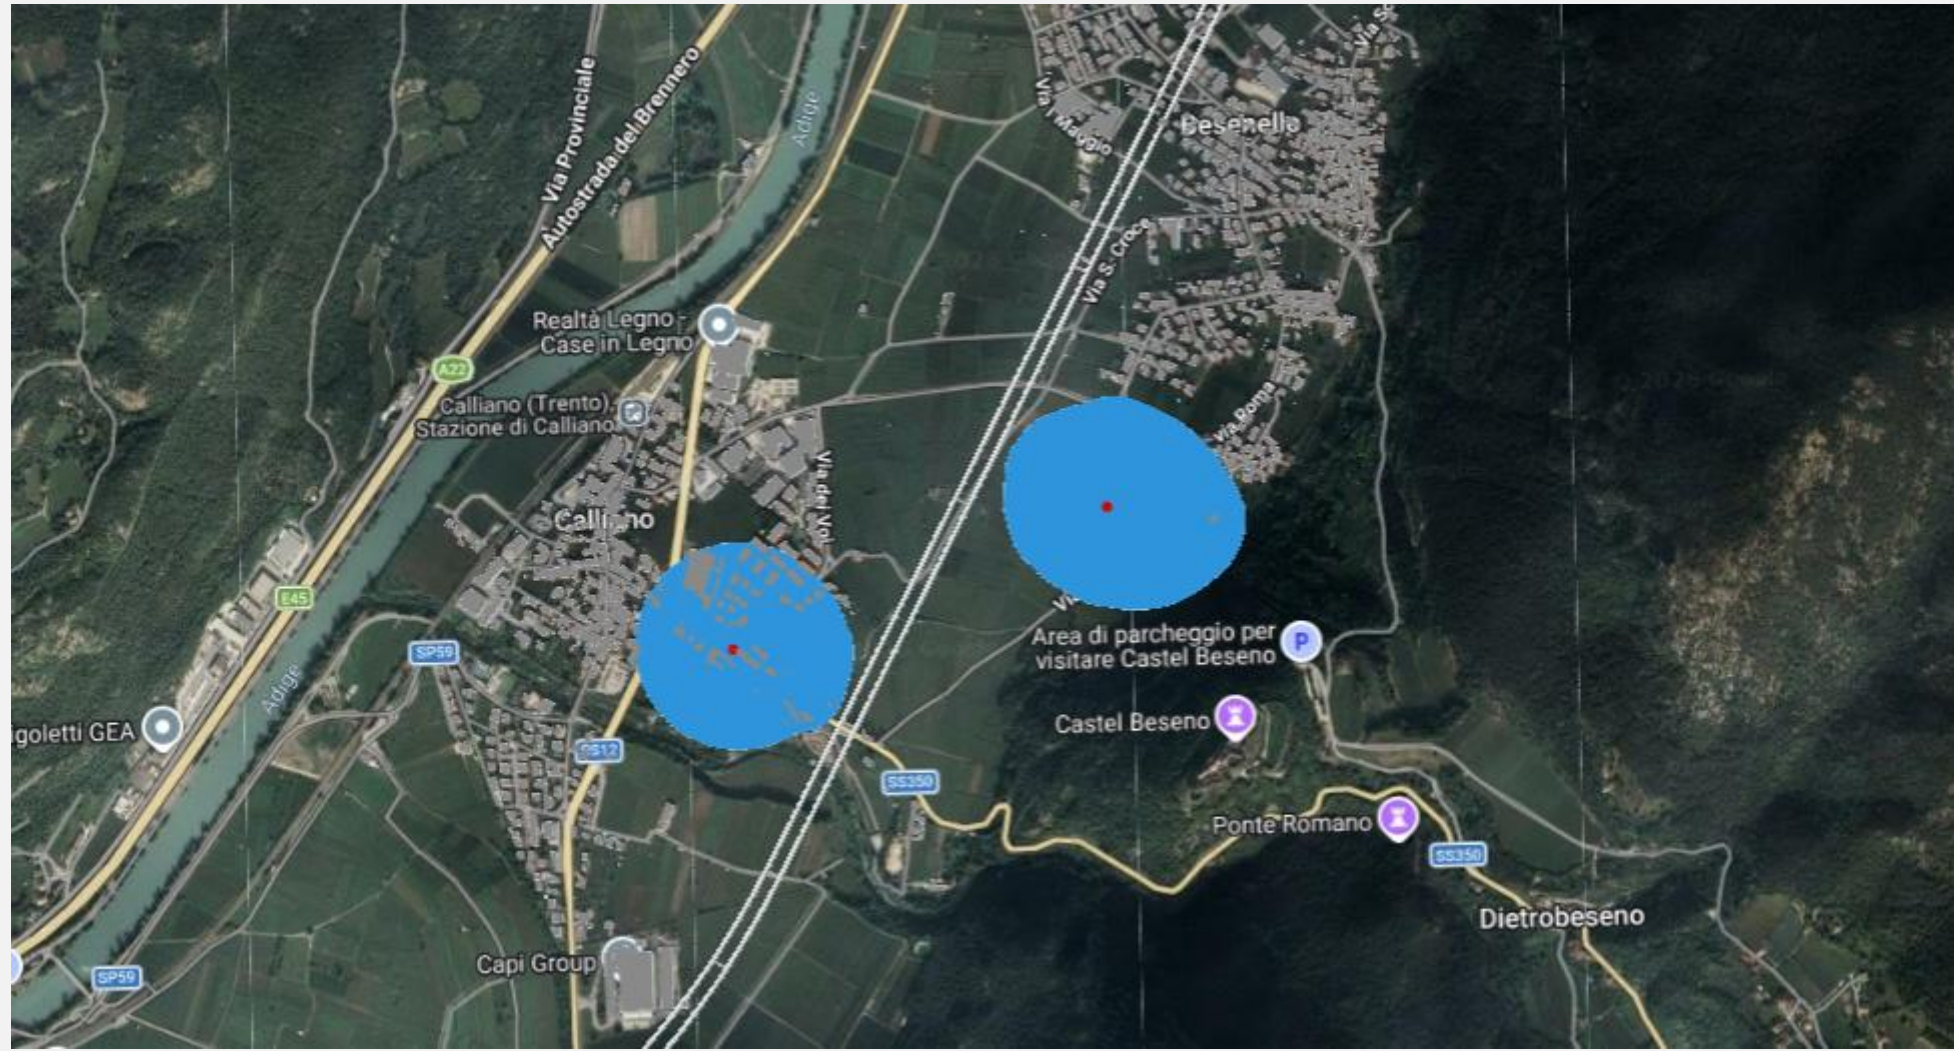 Via Provinciale
Autostrada del Brennero
Adige
Via I Maggio
Besenello
Via S. Croce
Realtà Legno -
Case in Legno
A22
Calliano (Trento)
Stazione di Calliano
Via Roma
Via dei Voi
Calliano
E45
SP59
Adige
Area di parcheggio per
visitare Castel Beseno
P
Castel Beseno
igoletti GEA
SS12
SS350
Ponte Romano
SS350
Dietrobeseno
Capi Group
SP59